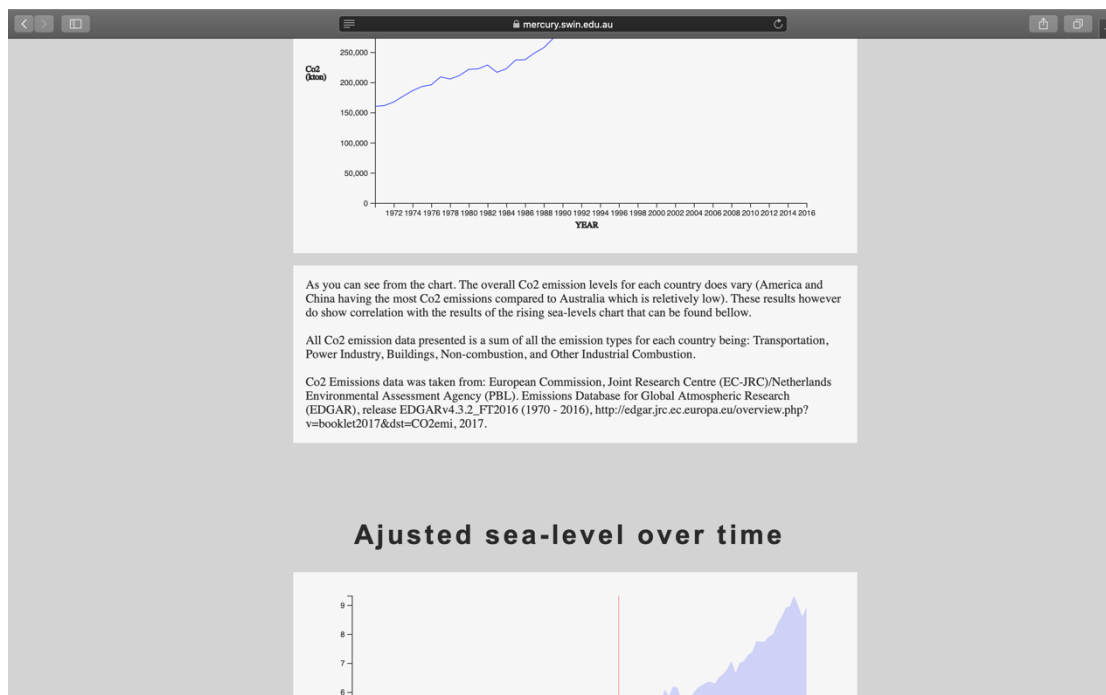 mercury.swin.edu.au
250,000
Co2
(kton)
200,000
150,000
100,000
50,000
0
1972 1974 1976 1978 1980 1982 1984 1986 1988 1990 1992 1994 1996 1998 2000 2002 2004 2006 2008 2010 2012 2014 2016
YEAR
As you can see from the chart. The overall Co2 emission levels for each country does vary (America and
China having the most Co2 emissions compared to Australia which is reletively low). These results however
do show correlation with the results of the rising sea-levels chart that can be found bellow.
All Co2 emission data presented is a sum of all the emission types for each country being: Transportation,
Power Industry, Buildings, Non-combustion, and Other Industrial Combustion.
Co2 Emissions data was taken from: European Commission, Joint Research Centre (EC-JRC)/Netherlands
Environmental Assessment Agency (PBL). Emissions Database for Global Atmospheric Research
(EDGAR), release EDGARv4.3.2_FT2016 (1970 - 2016), http://edgar.jrc.ec.europa.eu/overview.php?
v=booklet2017&dst=CO2emi, 2017.
Ajusted sea-level over time
9
8
7
6